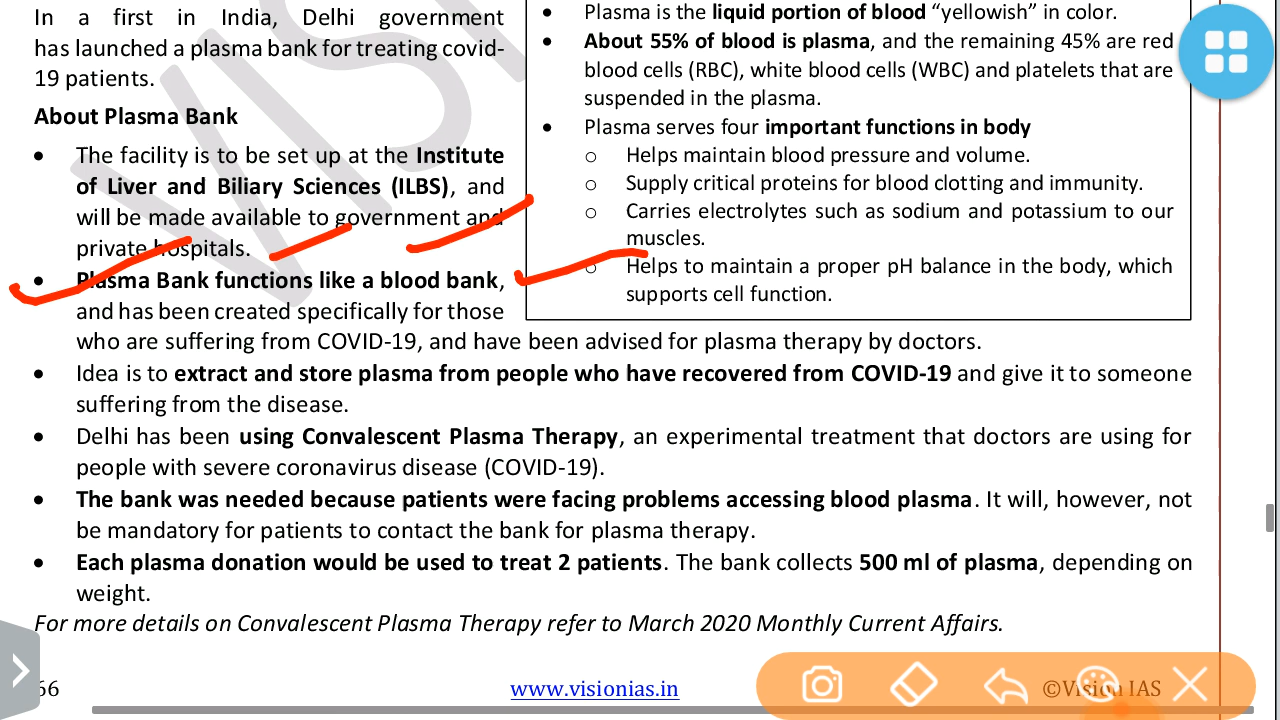 In a first in India, Delhi government
has launched a plasma bank for treating covid-
19 patients.
About Plasma Bank
• The facility is to be set up at the Institute
of Liver and Biliary Sciences (ILBS), and
will be made available to government and
private hospitals.
• Plasma Bank functions like a blood bank,
and has been created specifically for those
who are suffering from COVID-19, and have been advised for plasma therapy by doctors.
• Idea is to extract and store plasma from people who have recovered from COVID-19 and give it to someone
suffering from the disease.
• Delhi has been using Convalescent Plasma Therapy, an experimental treatment that doctors are using for
people with severe coronavirus disease (COVID-19).
• The bank was needed because patients were facing problems accessing blood plasma. It will, however, not
be mandatory for patients to contact the bank for plasma therapy.
• Each plasma donation would be used to treat 2 patients. The bank collects 500 ml of plasma, depending on
weight.
For more details on Convalescent Plasma Therapy refer to March 2020 Monthly Current Affairs.
• Plasma is the liquid portion of blood “yellowish” in color.
• About 55% of blood is plasma, and the remaining 45% are red
blood cells (RBC), white blood cells (WBC) and platelets that are
suspended in the plasma.
• Plasma serves four important functions in body
o Helps maintain blood pressure and volume.
o Supply critical proteins for blood clotting and immunity.
o Carries electrolytes such as sodium and potassium to our
muscles.
o Helps to maintain a proper pH balance in the body, which
supports cell function.
66 www.visionias.in ©Vision IAS
VISI